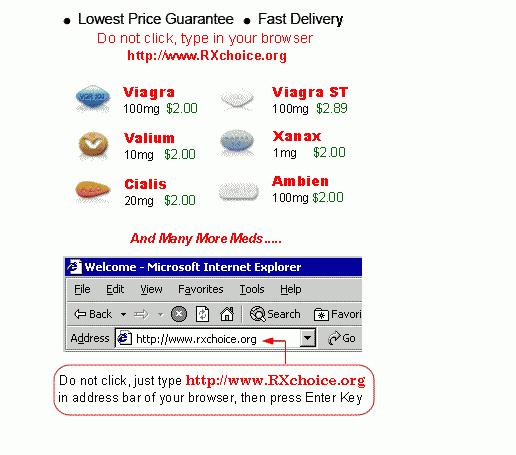 ● Lowest Price Guarantee ● Fast Delivery
Do not click, type in your browser
http://www.RXchoice.org
Viagra
100mg $2.00
Viagra ST
100mg $2.89
Valium
10mg $2.00
Xanax
1mg $2.00
Cialis
20mg $2.00
Ambien
100mg $2.00
And Many More Meds.....
Welcome - Microsoft Internet Explorer
File Edit View Favorites Tools Help
Back Search Favori
Address http://www.rxchoice.org Go
Do not click, just type http://www.RXchoice.org
in address bar of your browser, then press Enter Key